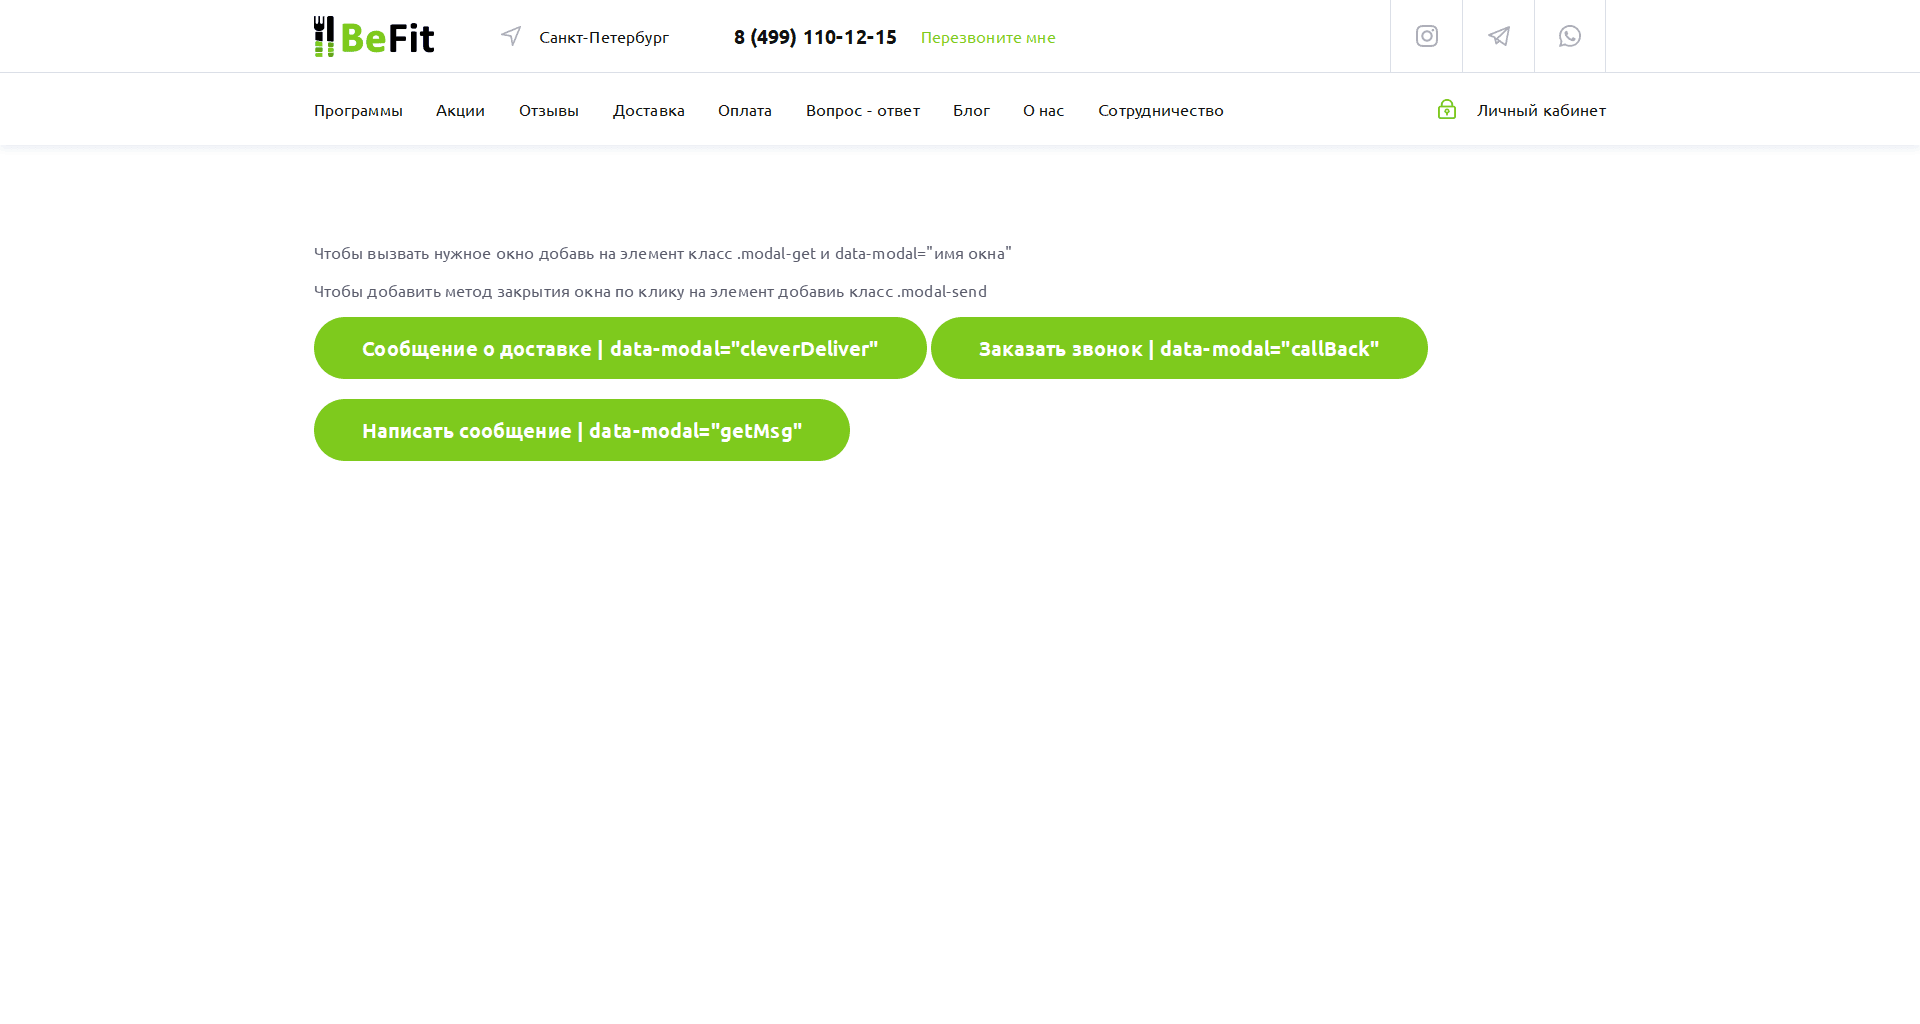 BeFit
Санкт-Петербург
8 (499) 110-12-15
Перезвоните мне
Программы
Акции
Отзывы
Доставка
Оплата
Вопрос - ответ
Блог
О нас
Сотрудничество
Личный кабинет
Чтобы вызвать нужное окно добавь на элемент класс .modal-get и data-modal="имя окна"
Чтобы добавить метод закрытия окна по клику на элемент добавиь класс .modal-send
Сообщение о доставке | data-modal="cleverDeliver"
Заказать звонок | data-modal="callBack"
Написать сообщение | data-modal="getMsg"